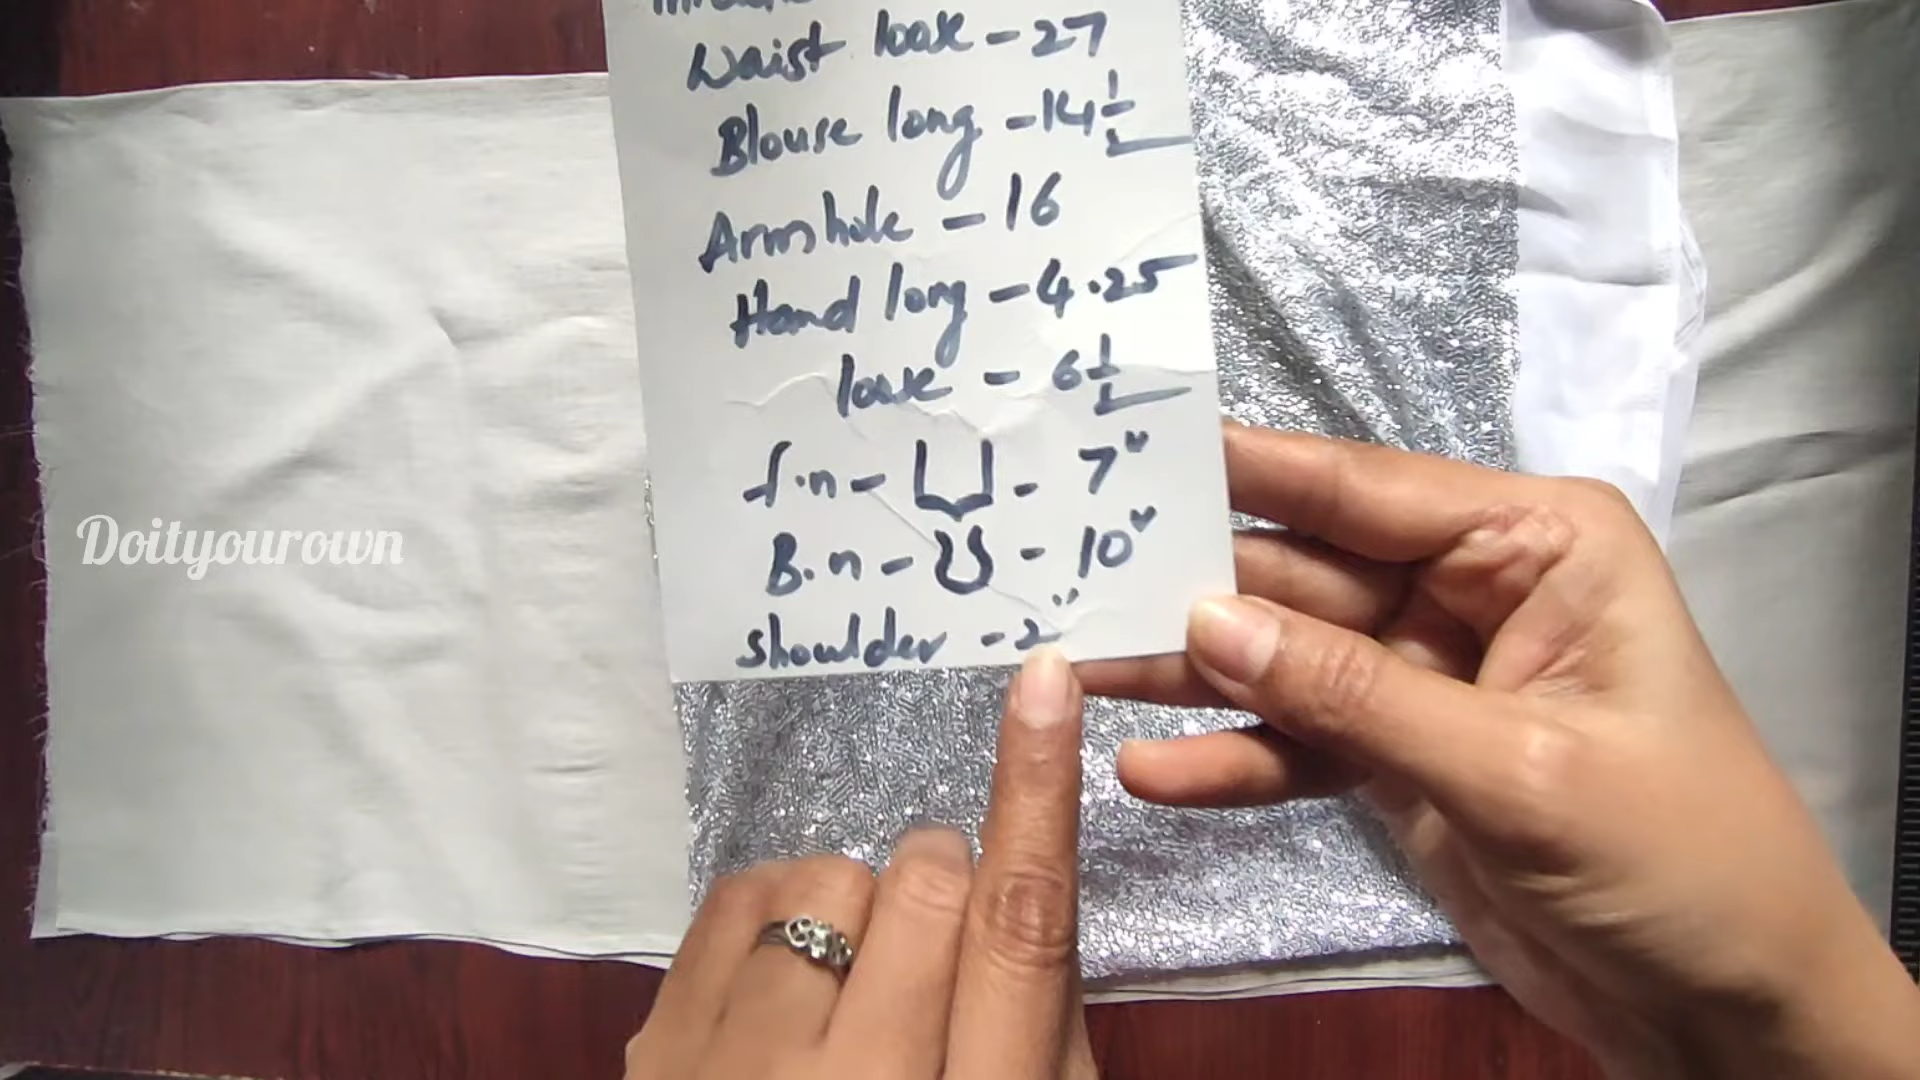 Waist loose - 27
Blouse long - 14 1/2
Armhole - 16
Hand long - 4.25
loose - 6 1/2
f.n - - 7"
B.n - - 10"
shoulder - 2"
Doityourown